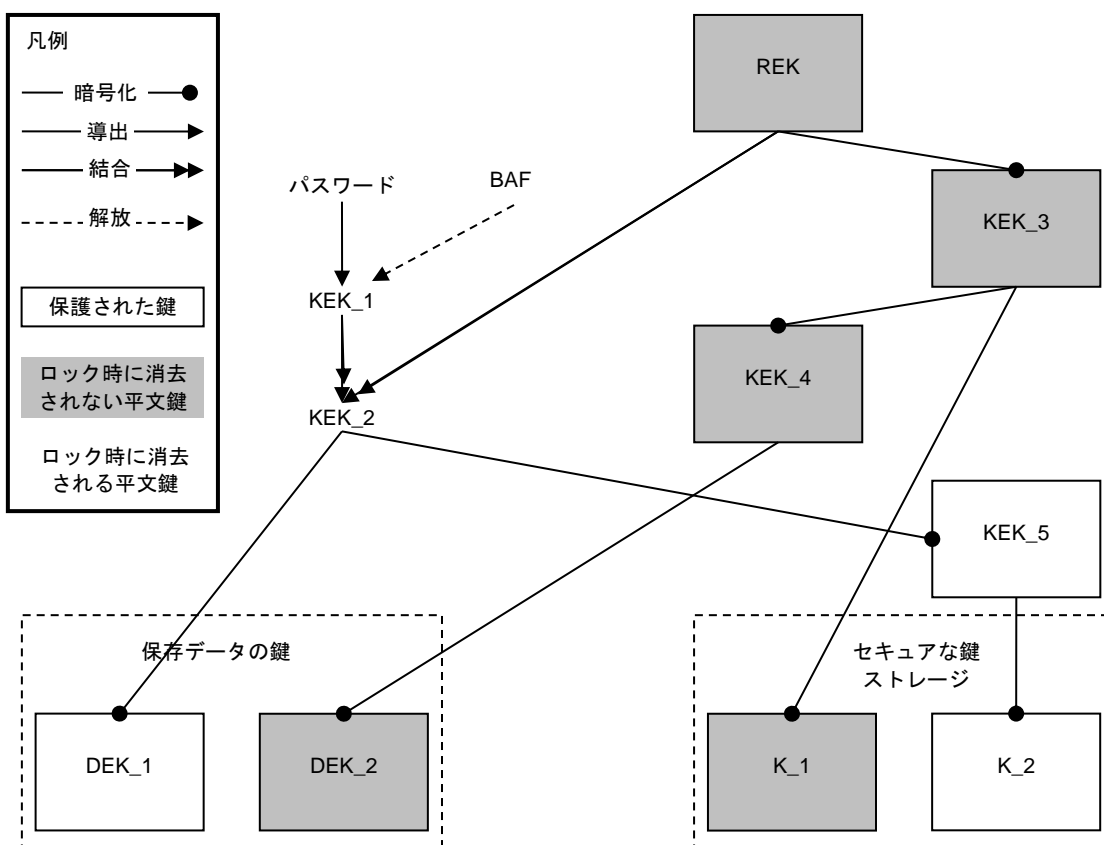 凡例
暗号化
導出
結合
解放
保護された鍵
ロック時に消去
されない平文鍵
ロック時に消去
される平文鍵
REK
パスワード
BAF
KEK_3
KEK_1
KEK_4
KEK_2
KEK_5
保存データの鍵
セキュアな鍵
ストレージ
DEK_1
DEK_2
K_1
K_2